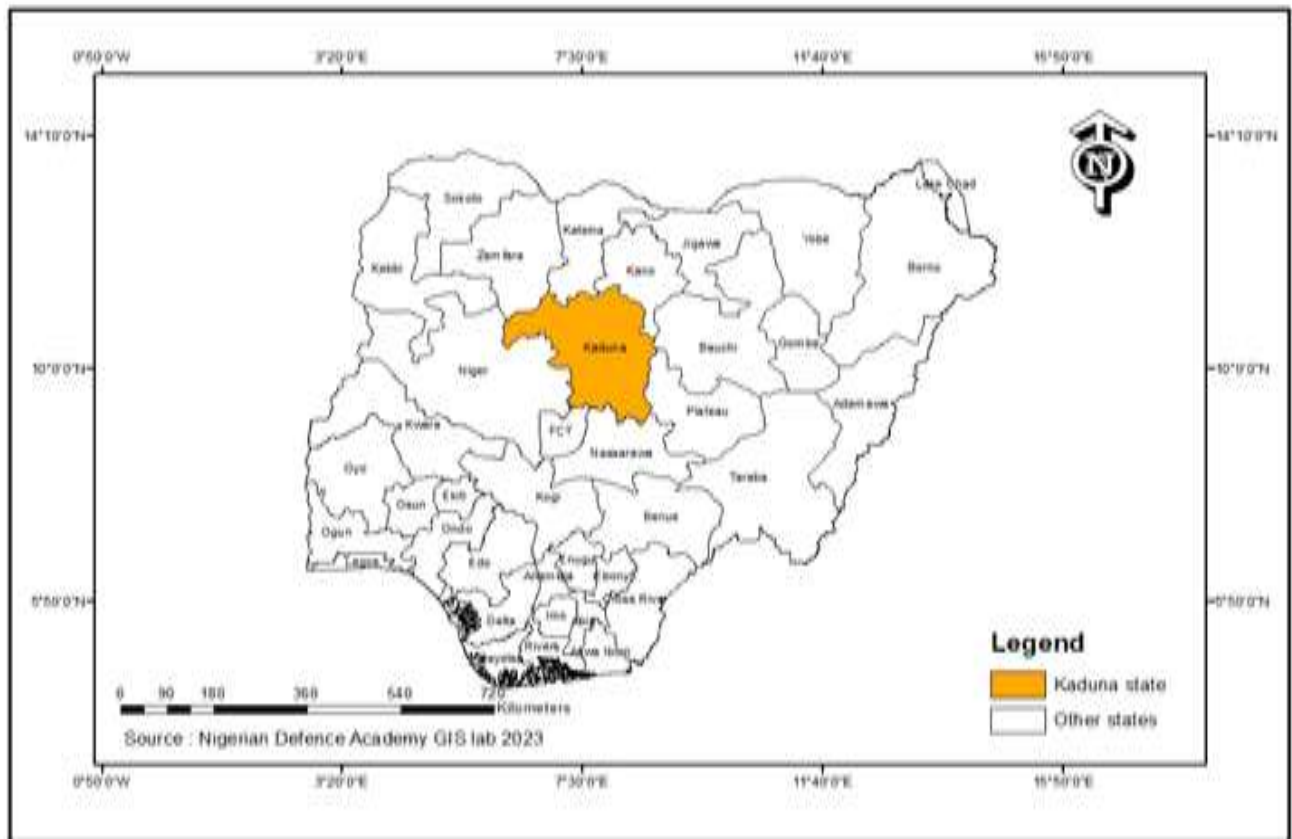 0°50'0"W 3°20'0"E 7°30'0"E 11°40'0"E 15°50'0"E
14°10'0"N 14°10'0"N
N
Lake Chad
Sokoto
Katsina
Jigawa
Yobe
Zamfara
Kebbi
Kano
Borno
Kaduna
Bauchi
Gombe
Niger
10°0'0"N 10°0'0"N
Adamawa
Plateau
Kwara
FCT
Nassarawa
Oyo
Taraba
Kogi
Ekiti
Osun
Benue
Ogun
Ondo
Edo
Enugu
Lagos
Anambra
Ebonyi
5°50'0"N 5°50'0"N
Cross River
Delta
Imo
Rivers
Akwa Ibom
Bayelsa
Legend
Kaduna state
Other states
0 90 180 360 540 720
Kilometers
Source : Nigerian Defence Academy GIS lab 2023
0°50'0"W 3°20'0"E 7°30'0"E 11°40'0"E 15°50'0"E